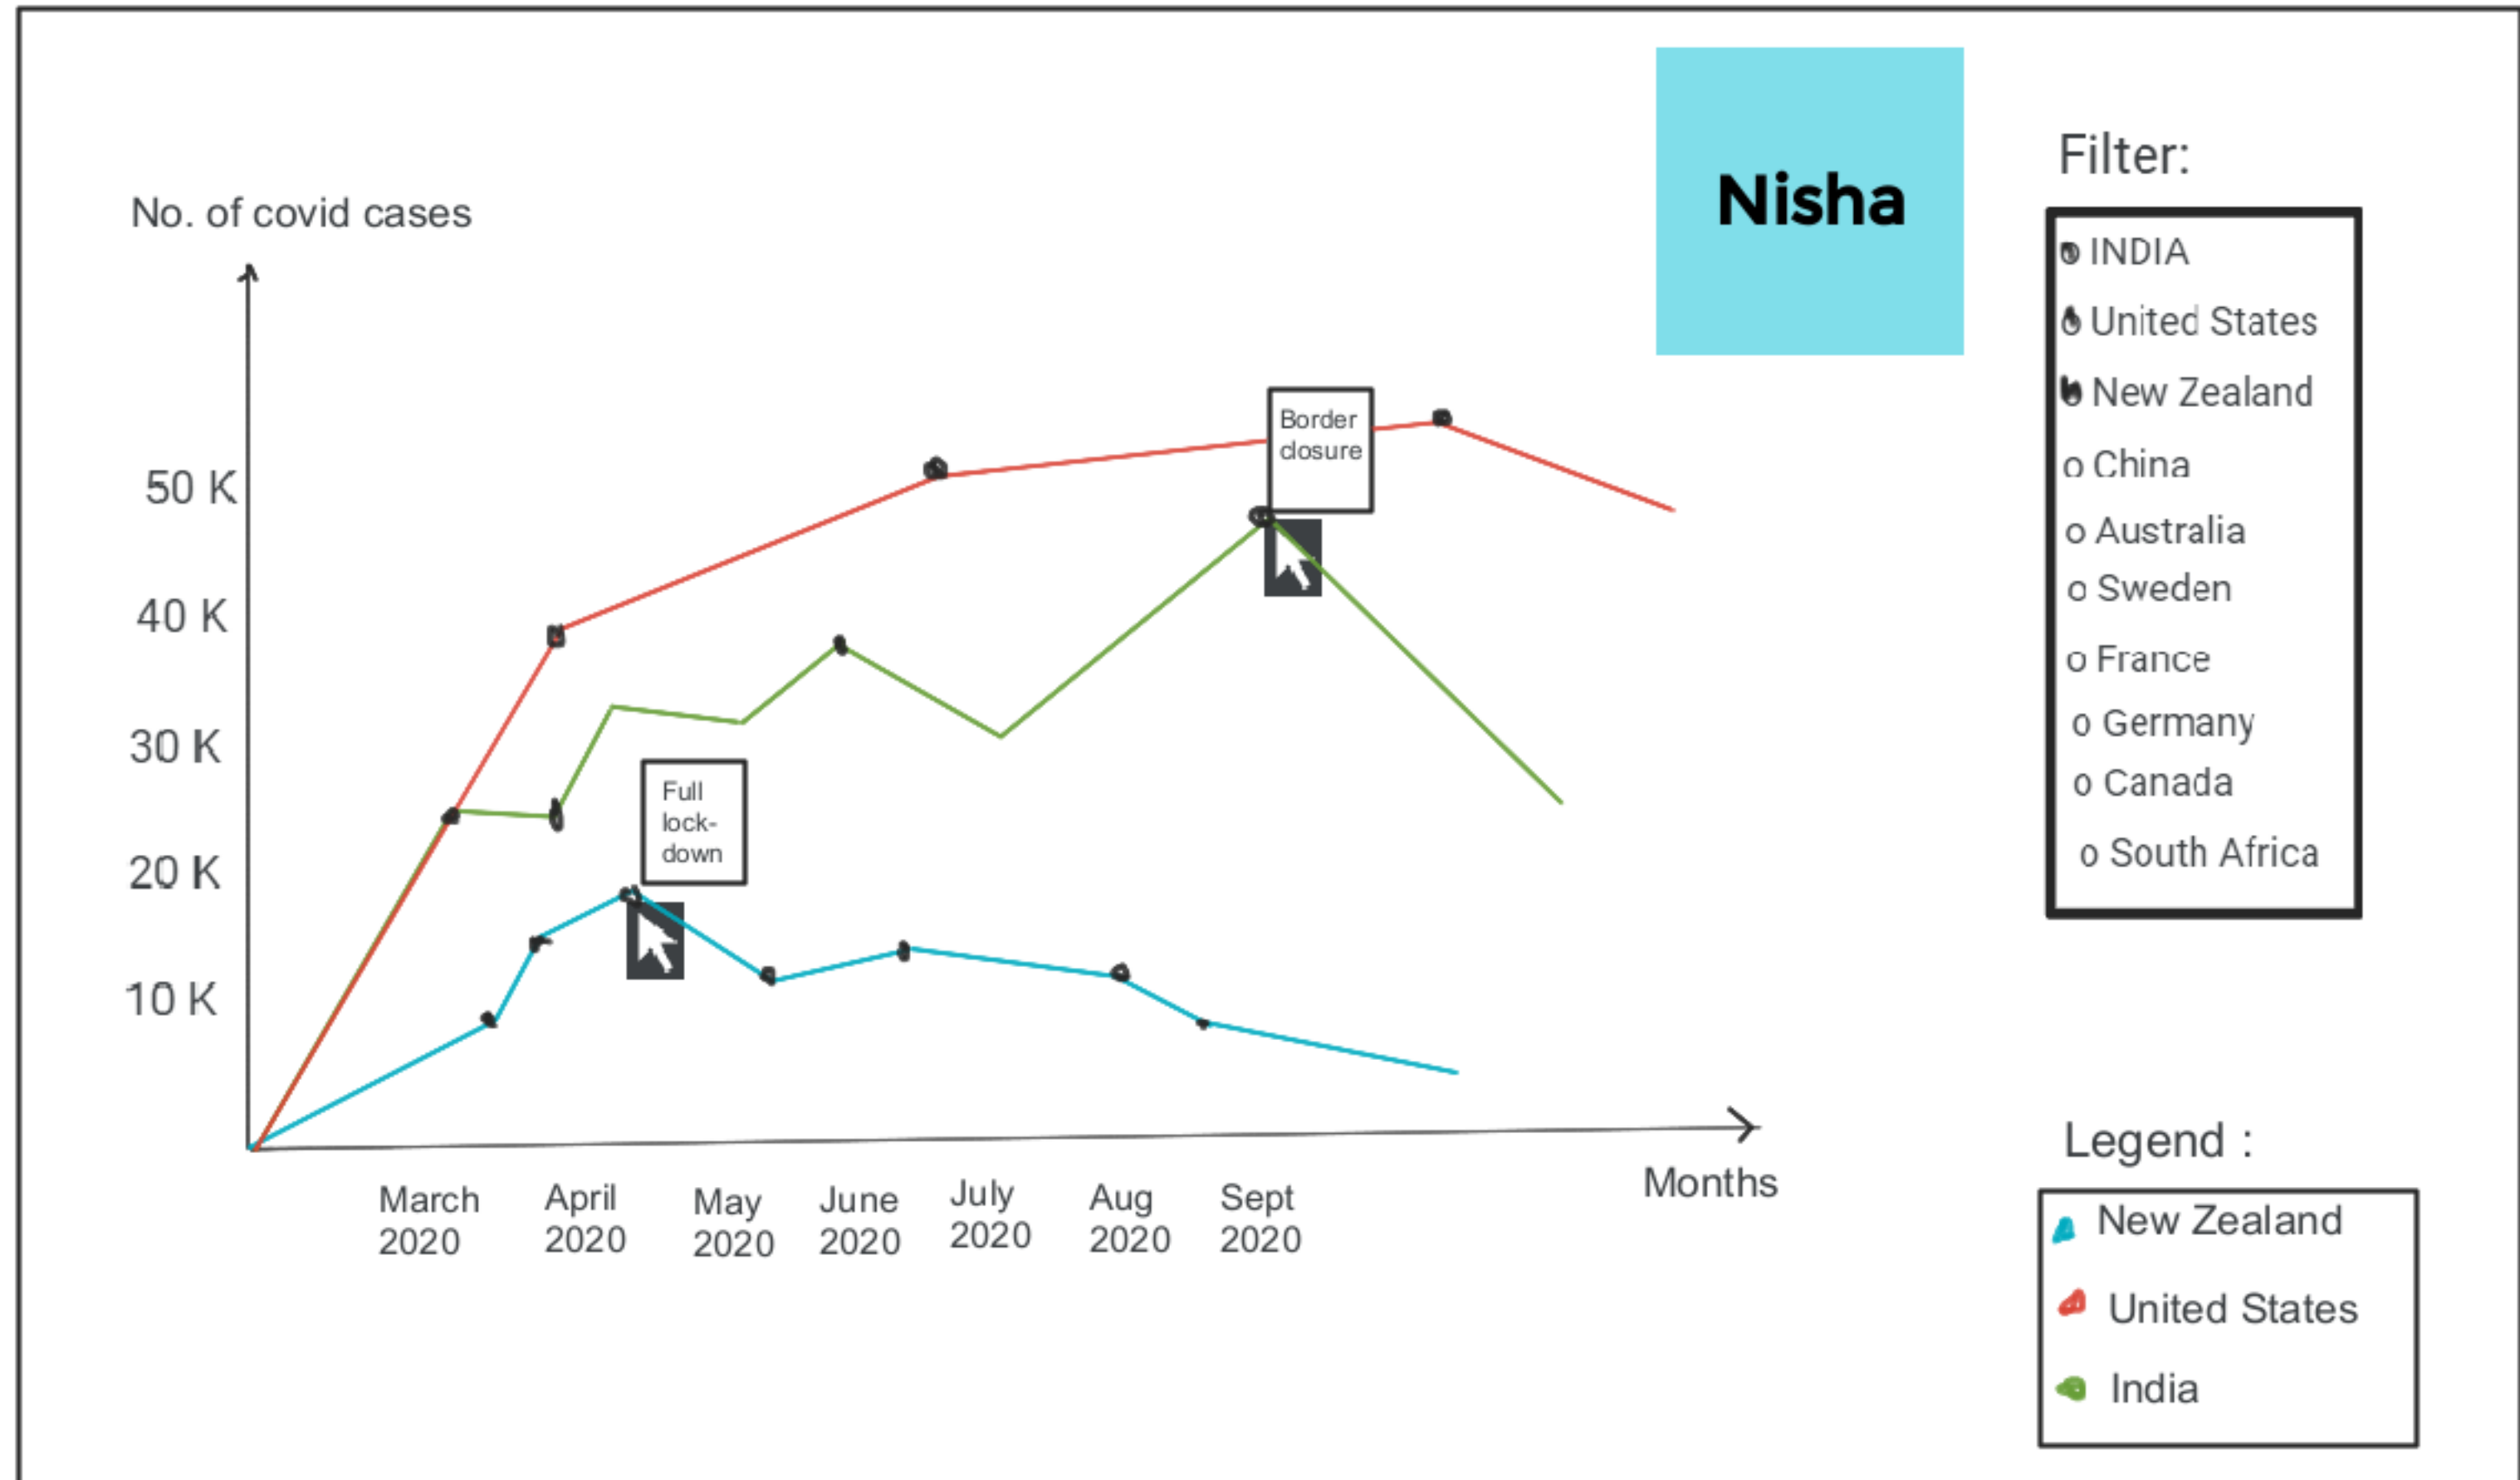 Nisha
No. of covid cases
50 K
40 K
30 K
20 K
10 K
Border
closure
Full
lock-
down
March
2020
April
2020
May
2020
June
2020
July
2020
Aug
2020
Sept
2020
Months
Filter:
INDIA
United States
New Zealand
China
Australia
Sweden
France
Germany
Canada
South Africa
Legend :
New Zealand
United States
India